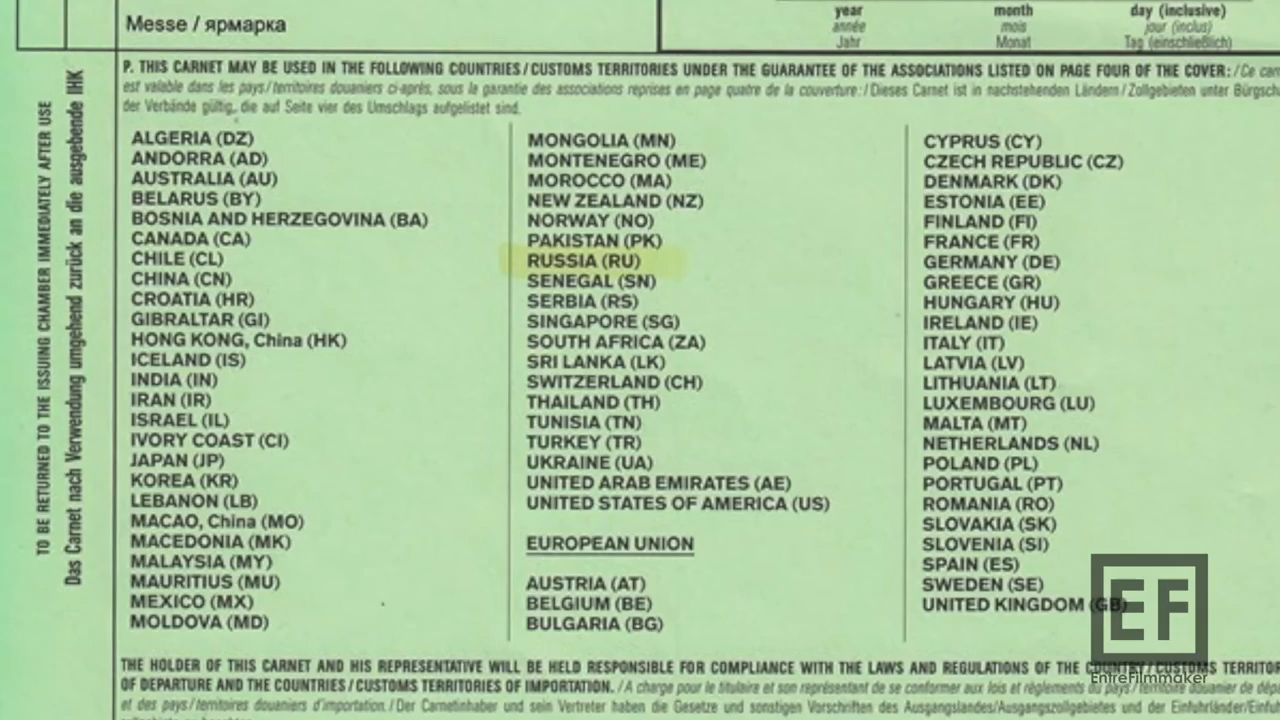 year month day (inclusive)
année mois jour (inclus)
Jahr Monat Tag (einschließlich)
Messe / ярмарка
TO BE RETURNED TO THE ISSUING CHAMBER IMMEDIATELY AFTER USE
Das Carnet nach Verwendung umgehend zurück an die ausgebende IHK
P. THIS CARNET MAY BE USED IN THE FOLLOWING COUNTRIES/CUSTOMS TERRITORIES UNDER THE GUARANTEE OF THE ASSOCIATIONS LISTED ON PAGE FOUR OF THE COVER:/Ce
est valable dans les pays/territoires douaniers ci-après, sous la garantie des associations reprises en page quatre de la couverture:/Dieses Carnet ist in nachstehenden Ländern/Zollgebieten unter
der Verbände gültig, die auf Seite vier des Umschlags aufgelistet sind.
ALGERIA (DZ)
ANDORRA (AD)
AUSTRALIA (AU)
BELARUS (BY)
BOSNIA AND HERZEGOVINA (BA)
CANADA (CA)
CHILE (CL)
CHINA (CN)
CROATIA (HR)
GIBRALTAR (GI)
HONG KONG, China (HK)
ICELAND (IS)
INDIA (IN)
IRAN (IR)
ISRAEL (IL)
IVORY COAST (CI)
JAPAN (JP)
KOREA (KR)
LEBANON (LB)
MACAO, China (MO)
MACEDONIA (MK)
MALAYSIA (MY)
MAURITIUS (MU)
MEXICO (MX)
MOLDOVA (MD)
MONGOLIA (MN)
MONTENEGRO (ME)
MOROCCO (MA)
NEW ZEALAND (NZ)
NORWAY (NO)
PAKISTAN (PK)
RUSSIA (RU)
SENEGAL (SN)
SERBIA (RS)
SINGAPORE (SG)
SOUTH AFRICA (ZA)
SRI LANKA (LK)
SWITZERLAND (CH)
THAILAND (TH)
TUNISIA (TN)
TURKEY (TR)
UKRAINE (UA)
UNITED ARAB EMIRATES (AE)
UNITED STATES OF AMERICA (US)
EUROPEAN UNION
AUSTRIA (AT)
BELGIUM (BE)
BULGARIA (BG)
CYPRUS (CY)
CZECH REPUBLIC (CZ)
DENMARK (DK)
ESTONIA (EE)
FINLAND (FI)
FRANCE (FR)
GERMANY (DE)
GREECE (GR)
HUNGARY (HU)
IRELAND (IE)
ITALY (IT)
LATVIA (LV)
LITHUANIA (LT)
LUXEMBOURG (LU)
MALTA (MT)
NETHERLANDS (NL)
POLAND (PL)
PORTUGAL (PT)
ROMANIA (RO)
SLOVAKIA (SK)
SLOVENIA (SI)
SPAIN (ES)
SWEDEN (SE)
UNITED KINGDOM (GB)
EF
EntreFilmmaker
THE HOLDER OF THIS CARNET AND HIS REPRESENTATIVE WILL BE HELD RESPONSIBLE FOR COMPLIANCE WITH THE LAWS AND REGULATIONS OF THE COUNTRY/CUSTOMS
OF DEPARTURE AND THE COUNTRIES/CUSTOMS TERRITORIES OF IMPORTATION./A charge pour le titulaire et son représentant de se conformer aux lois et règlements du pays/territoire douanier de
et des pays/territoires douaniers d'importation./Der Carnetinhaber und sein Vertreter haben die Gesetze und sonstigen Vorschriften des Ausgangslandes/Ausgangszollgebietes und der